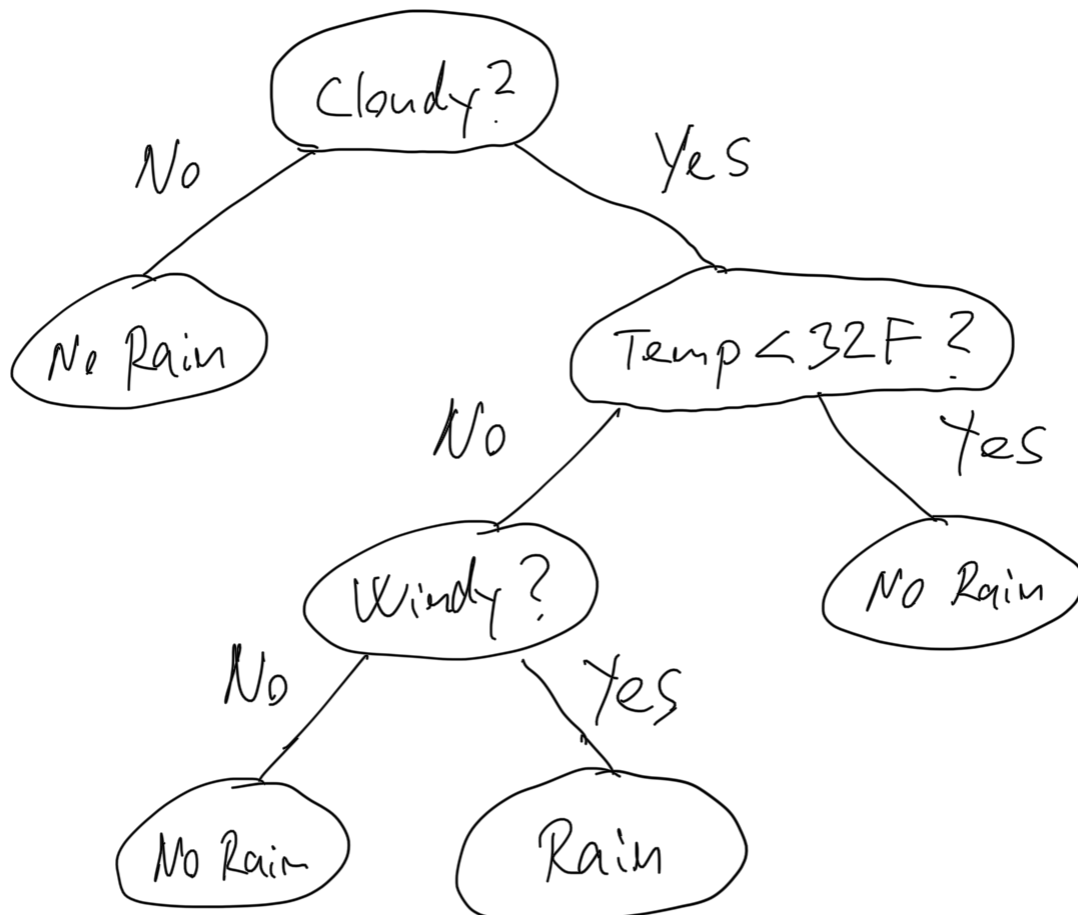 Cloudy?
No
Yes
No Rain
Temp < 32F ?
No
Yes
Windy?
No Rain
No
Yes
No Rain
Rain